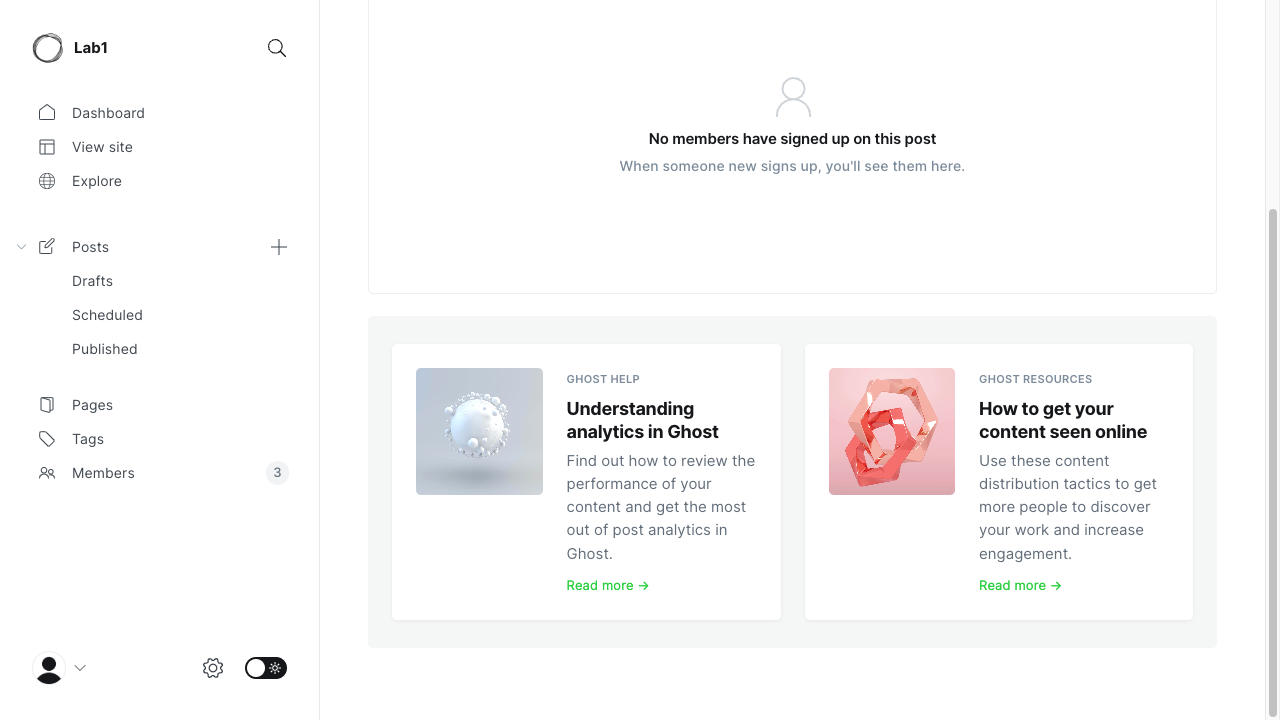 Lab1
Dashboard
View site
Explore
Posts
Drafts
Scheduled
Published
Pages
Tags
Members
3
No members have signed up on this post
When someone new signs up, you'll see them here.
GHOST HELP
Understanding
analytics in Ghost
Find out how to review the
performance of your
content and get the most
out of post analytics in
Ghost.
Read more →
GHOST RESOURCES
How to get your
content seen online
Use these content
distribution tactics to get
more people to discover
your work and increase
engagement.
Read more →